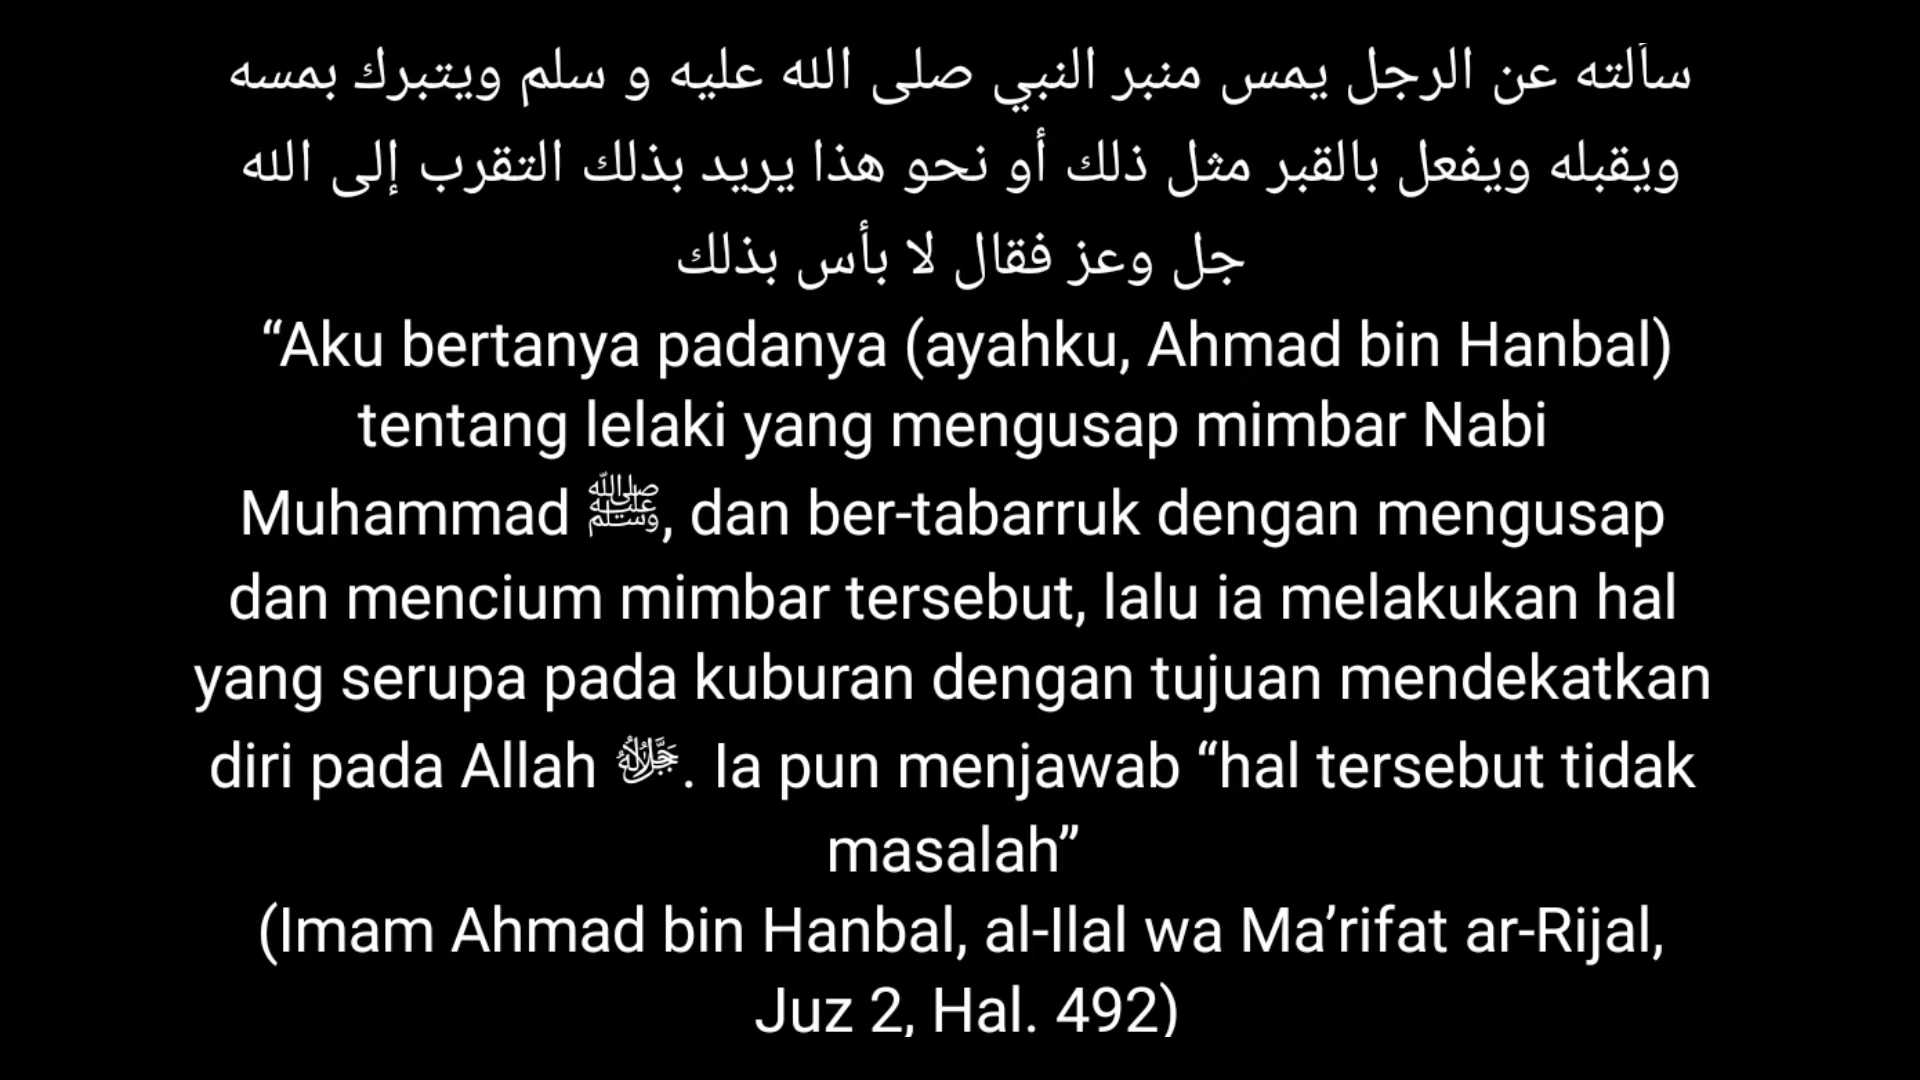 سألته عن الرجل يمس منبر النبي صلى الله عليه و سلم ويتبرك بمسه
ويقبله ويفعل بالقبر مثل ذلك أو نحو هذا يريد بذلك التقرب إلى الله
جل وعز فقال لا بأس بذلك
“Aku bertanya padanya (ayahku, Ahmad bin Hanbal)
tentang lelaki yang mengusap mimbar Nabi
Muhammad ﷺ, dan ber-tabarruk dengan mengusap
dan mencium mimbar tersebut, lalu ia melakukan hal
yang serupa pada kuburan dengan tujuan mendekatkan
diri pada Allah ﷻ. Ia pun menjawab “hal tersebut tidak
masalah”
(Imam Ahmad bin Hanbal, al-Ilal wa Ma’rifat ar-Rijal,
Juz 2, Hal. 492)